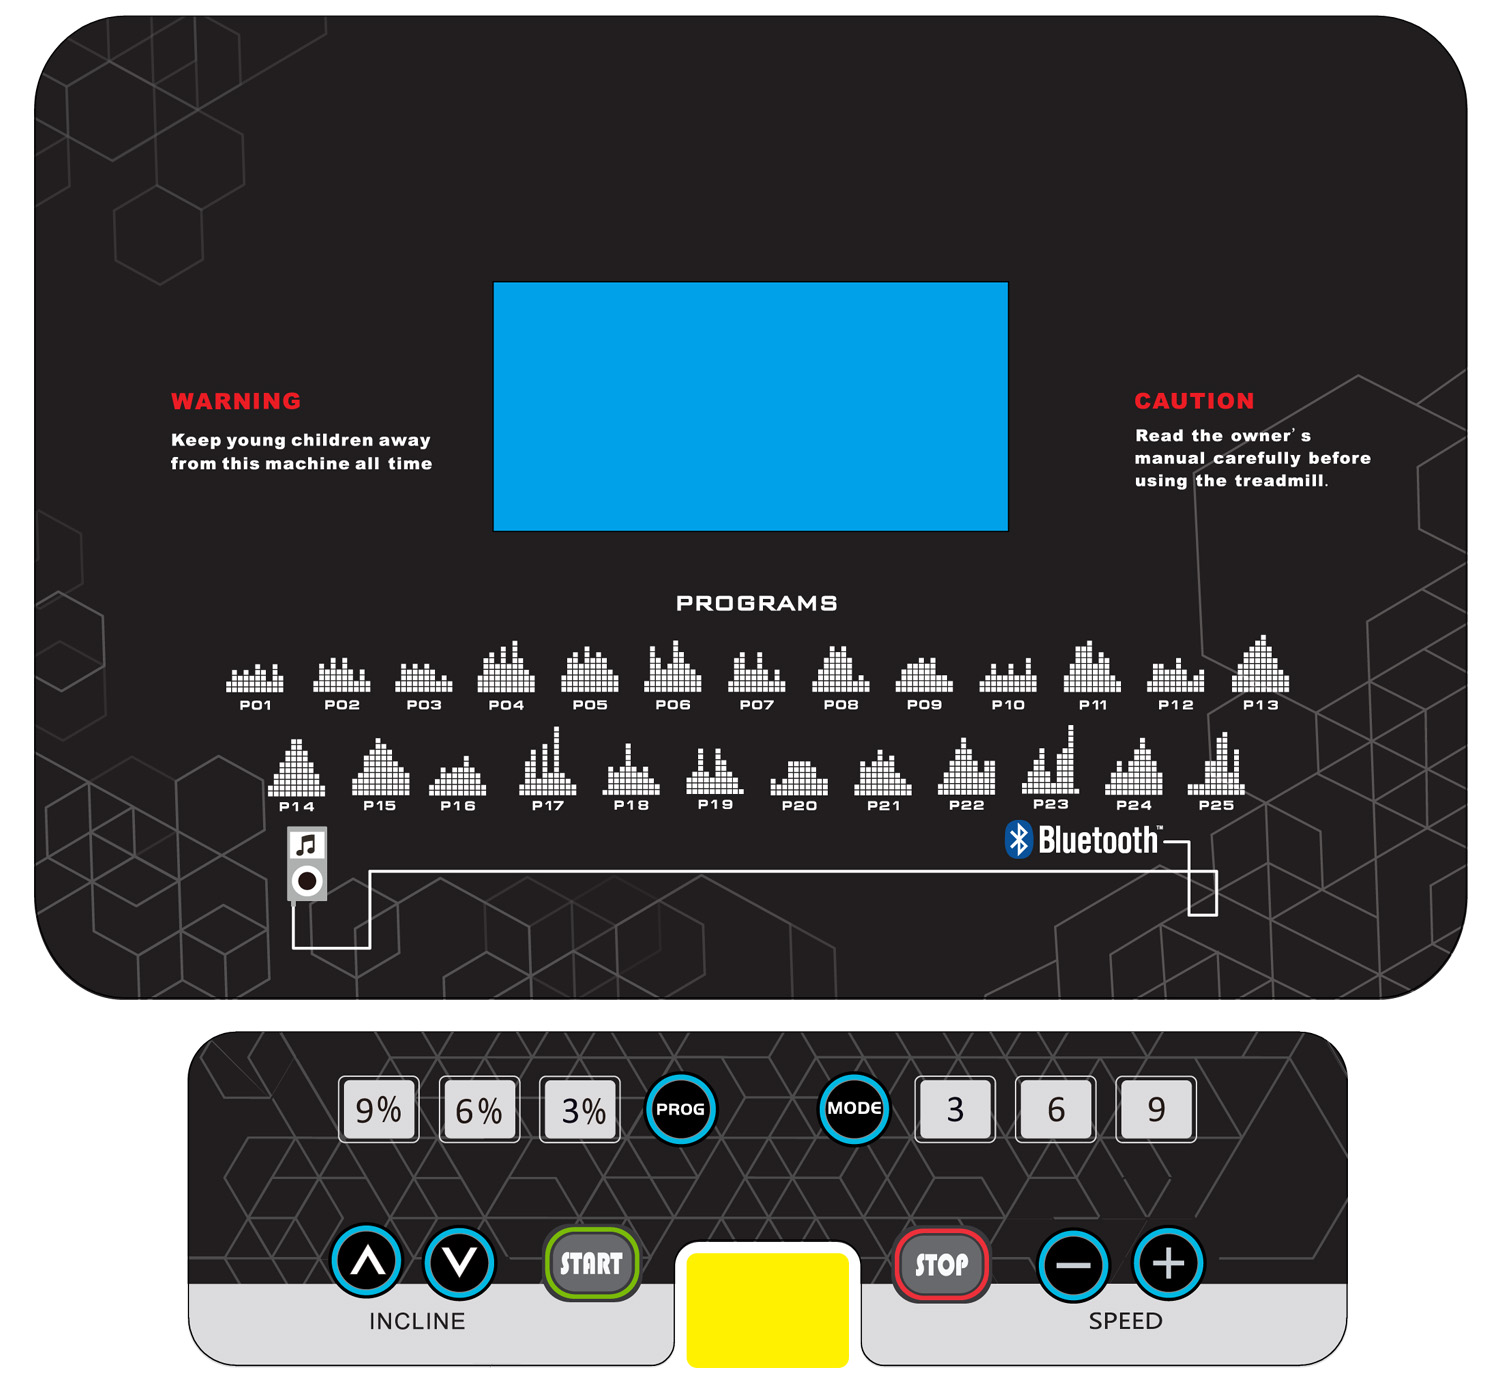 WARNING
Keep young children away
from this machine all time
CAUTION
Read the owner's
manual carefully before
using the treadmill.
PROGRAMS
P01 P02 P03 P04 P05 P06 P07 P08 P09 P10 P11 P12 P13
P14 P15 P16 P17 P18 P19 P20 P21 P22 P23 P24 P25
Bluetooth™
9% 6% 3% PROG MODE 3 6 9
START STOP
INCLINE SPEED